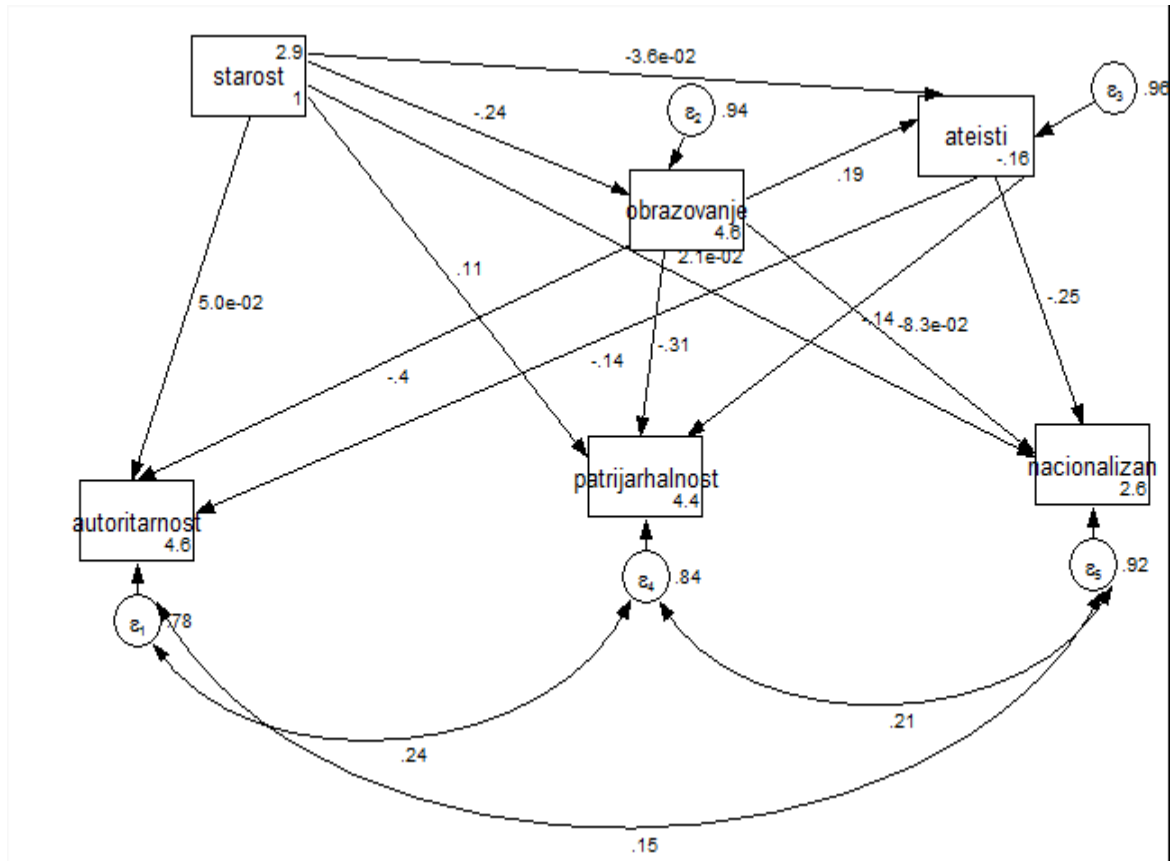 2.9
starost
1
-3.6e-02
ε3
.96
-.24
ε2
.94
ateisti
-.16
.19
obrazovanje
4.6
2.1e-02
.11
5.0e-02
-.25
-.14
-8.3e-02
-.31
-.14
-.4
patrijarhalnost
4.4
nacionalizan
2.6
autoritarnost
4.6
ε4
.84
ε5
.92
ε1
.78
.21
.24
.15